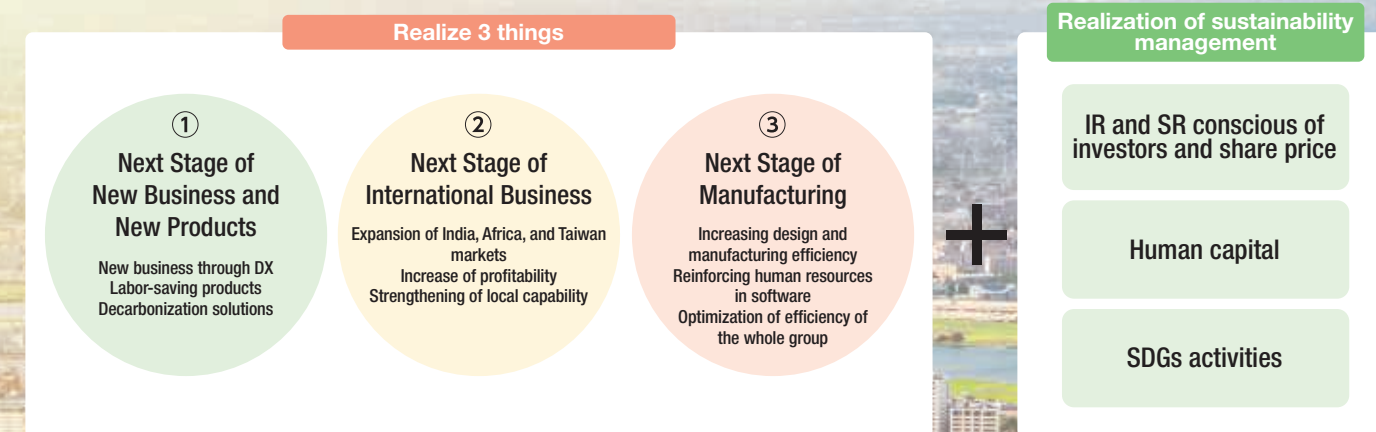 Realize 3 things
①
Next Stage of
New Business and
New Products
New business through DX
Labor-saving products
Decarbonization solutions
②
Next Stage of
International Business
Expansion of India, Africa, and Taiwan
markets
Increase of profitability
Strengthening of local capability
③
Next Stage of
Manufacturing
Increasing design and
manufacturing efficiency
Reinforcing human resources
in software
Optimization of efficiency of
the whole group
+
Realization of sustainability
management
IR and SR conscious of
investors and share price
Human capital
SDGs activities